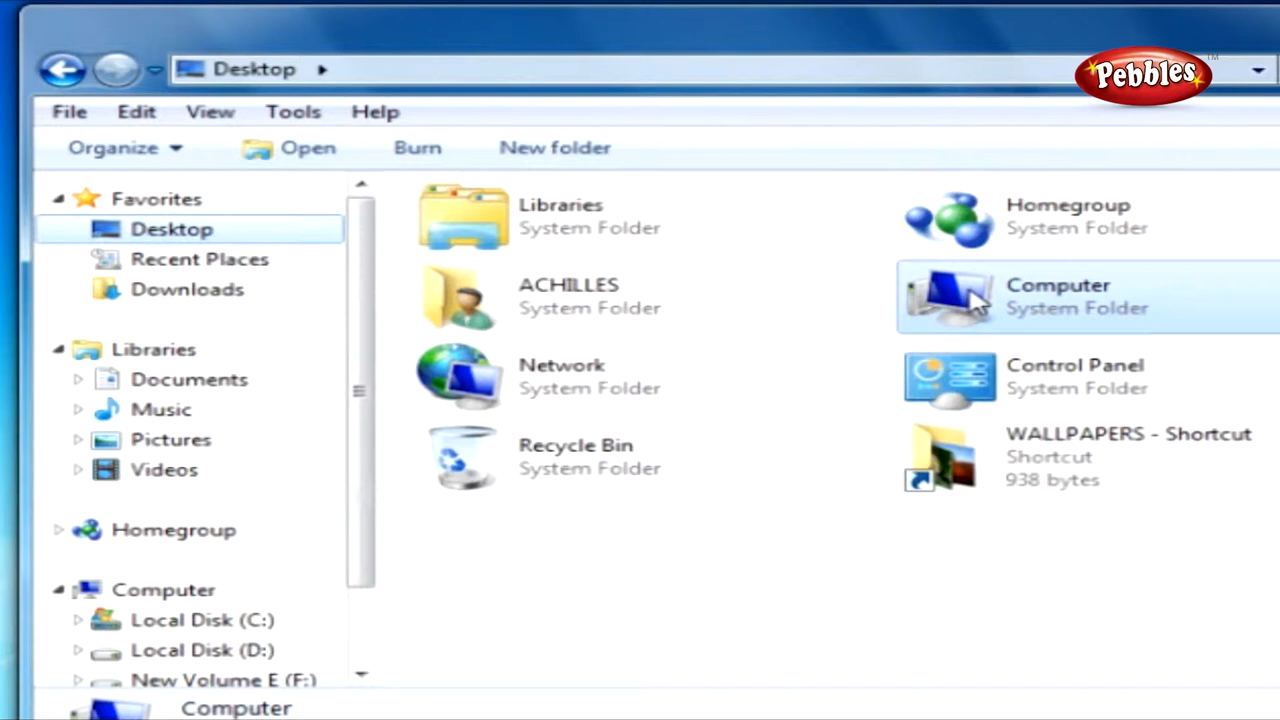 Desktop
Pebbles™
File Edit View Tools Help
Organize Open Burn New folder
Favorites
Desktop
Recent Places
Downloads
Libraries
Documents
Music
Pictures
Videos
Homegroup
Computer
Local Disk (C:)
Local Disk (D:)
New Volume E (F:)
Libraries
System Folder
Homegroup
System Folder
ACHILLES
System Folder
Computer
System Folder
Network
System Folder
Control Panel
System Folder
Recycle Bin
System Folder
WALLPAPERS - Shortcut
Shortcut
938 bytes
Computer